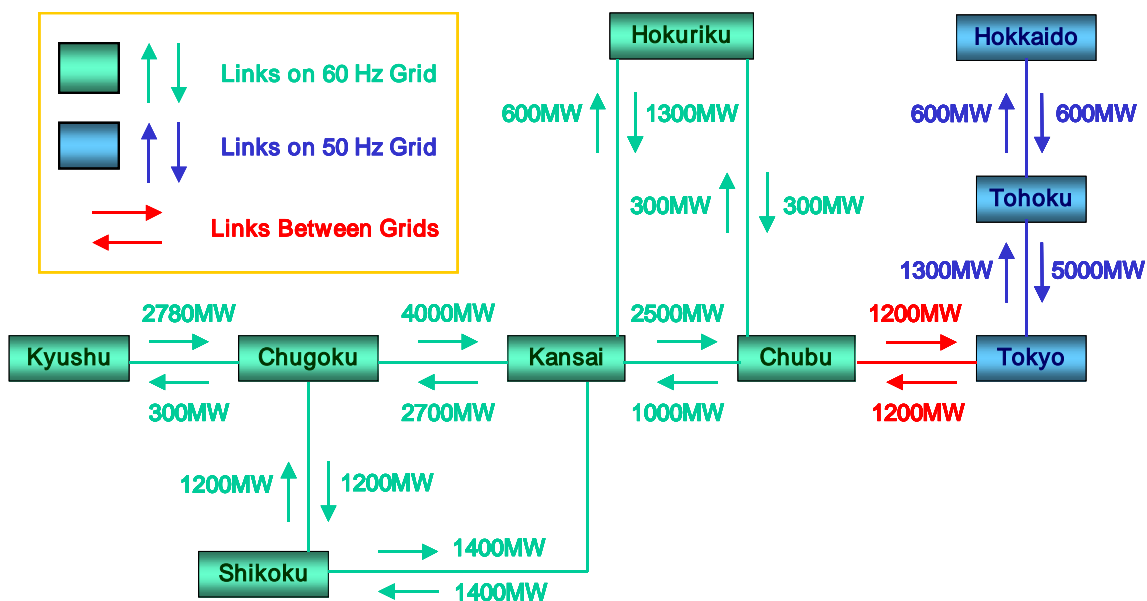 Hokuriku
Hokkaido
Links on 60 Hz Grid
600MW
1300MW
600MW
600MW
Links on 50 Hz Grid
300MW
300MW
Tohoku
Links Between Grids
1300MW
5000MW
2780MW
4000MW
2500MW
1200MW
Kyushu
Chugoku
Kansai
Chubu
Tokyo
300MW
2700MW
1000MW
1200MW
1200MW
1200MW
1400MW
Shikoku
1400MW